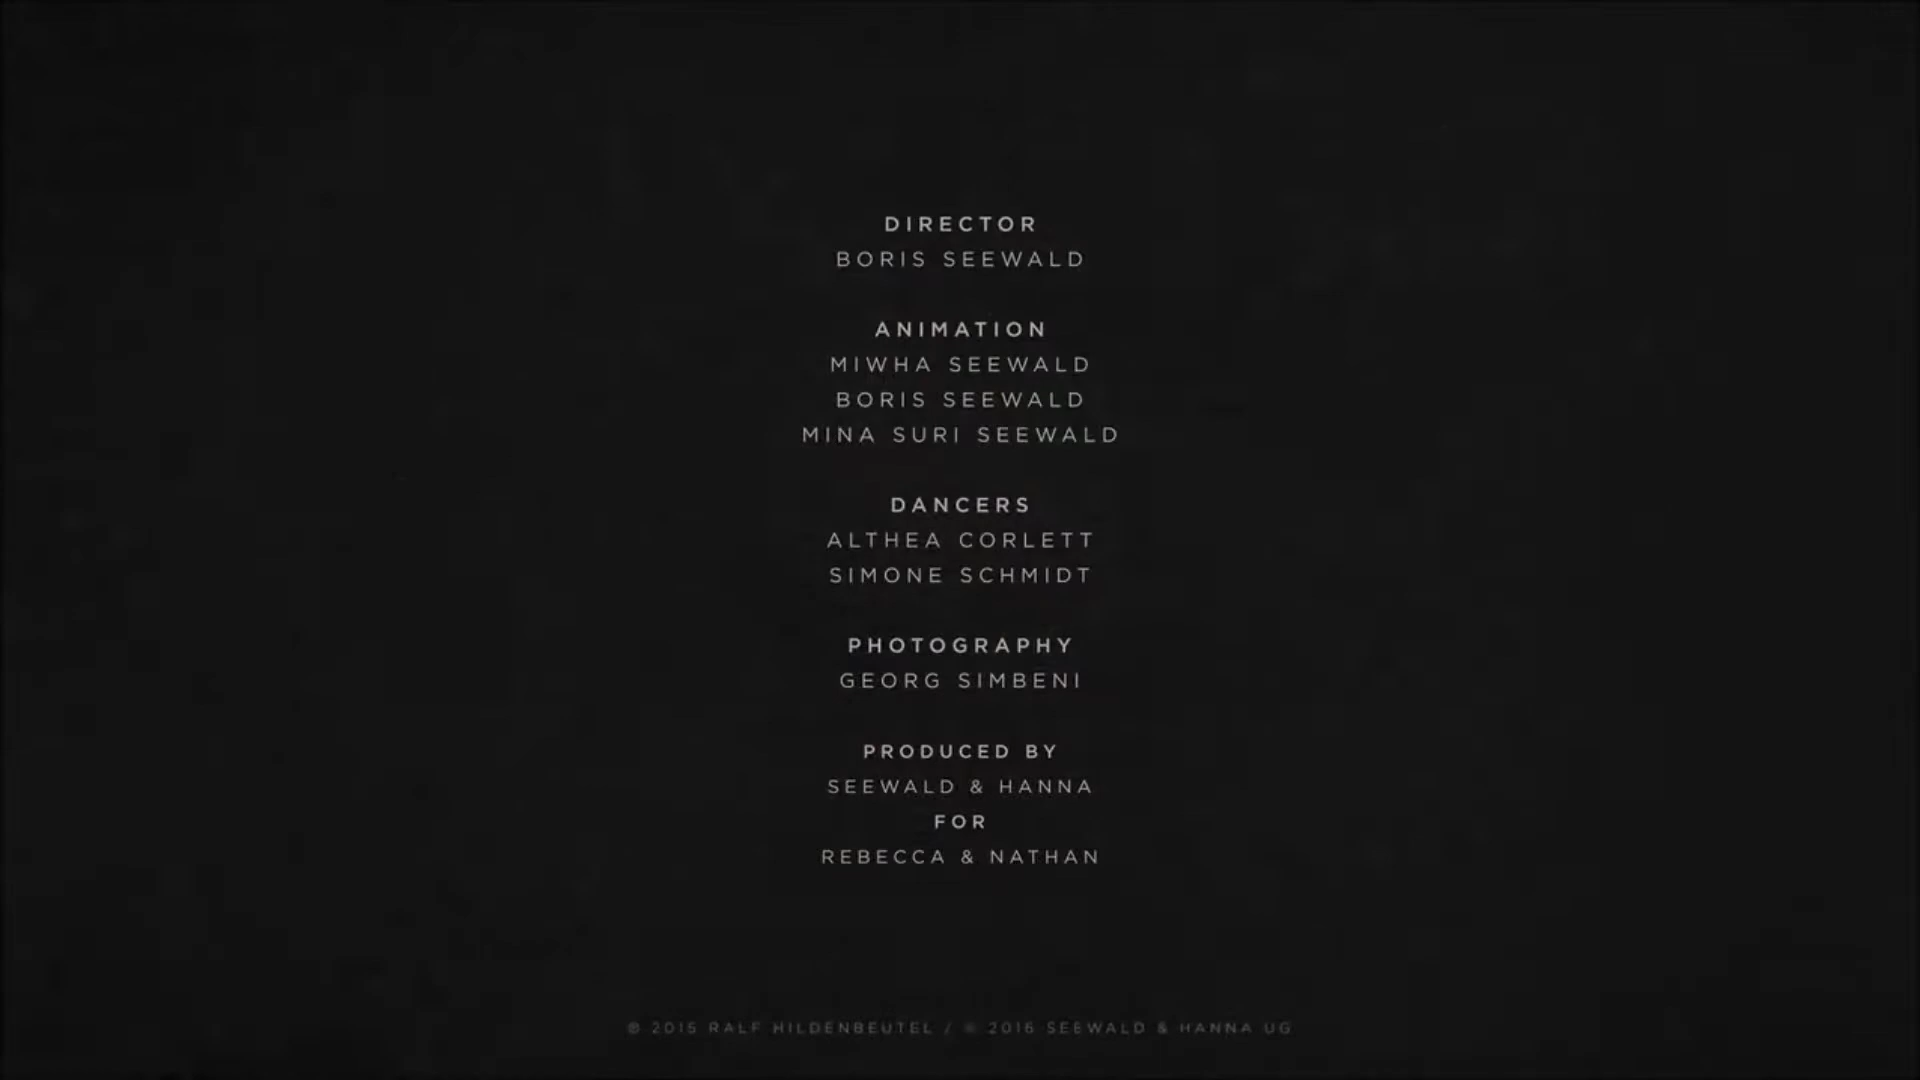 DIRECTOR
BORIS SEEWALD
ANIMATION
MIWHA SEEWALD
BORIS SEEWALD
MINA SURI SEEWALD
DANCERS
ALTHEA CORLETT
SIMONE SCHMIDT
PHOTOGRAPHY
GEORG SIMBENI
PRODUCED BY
SEEWALD & HANNA
FOR
REBECCA & NATHAN
℗ 2015 RALF HILDENBEUTEL / © 2016 SEEWALD & HANNA UG